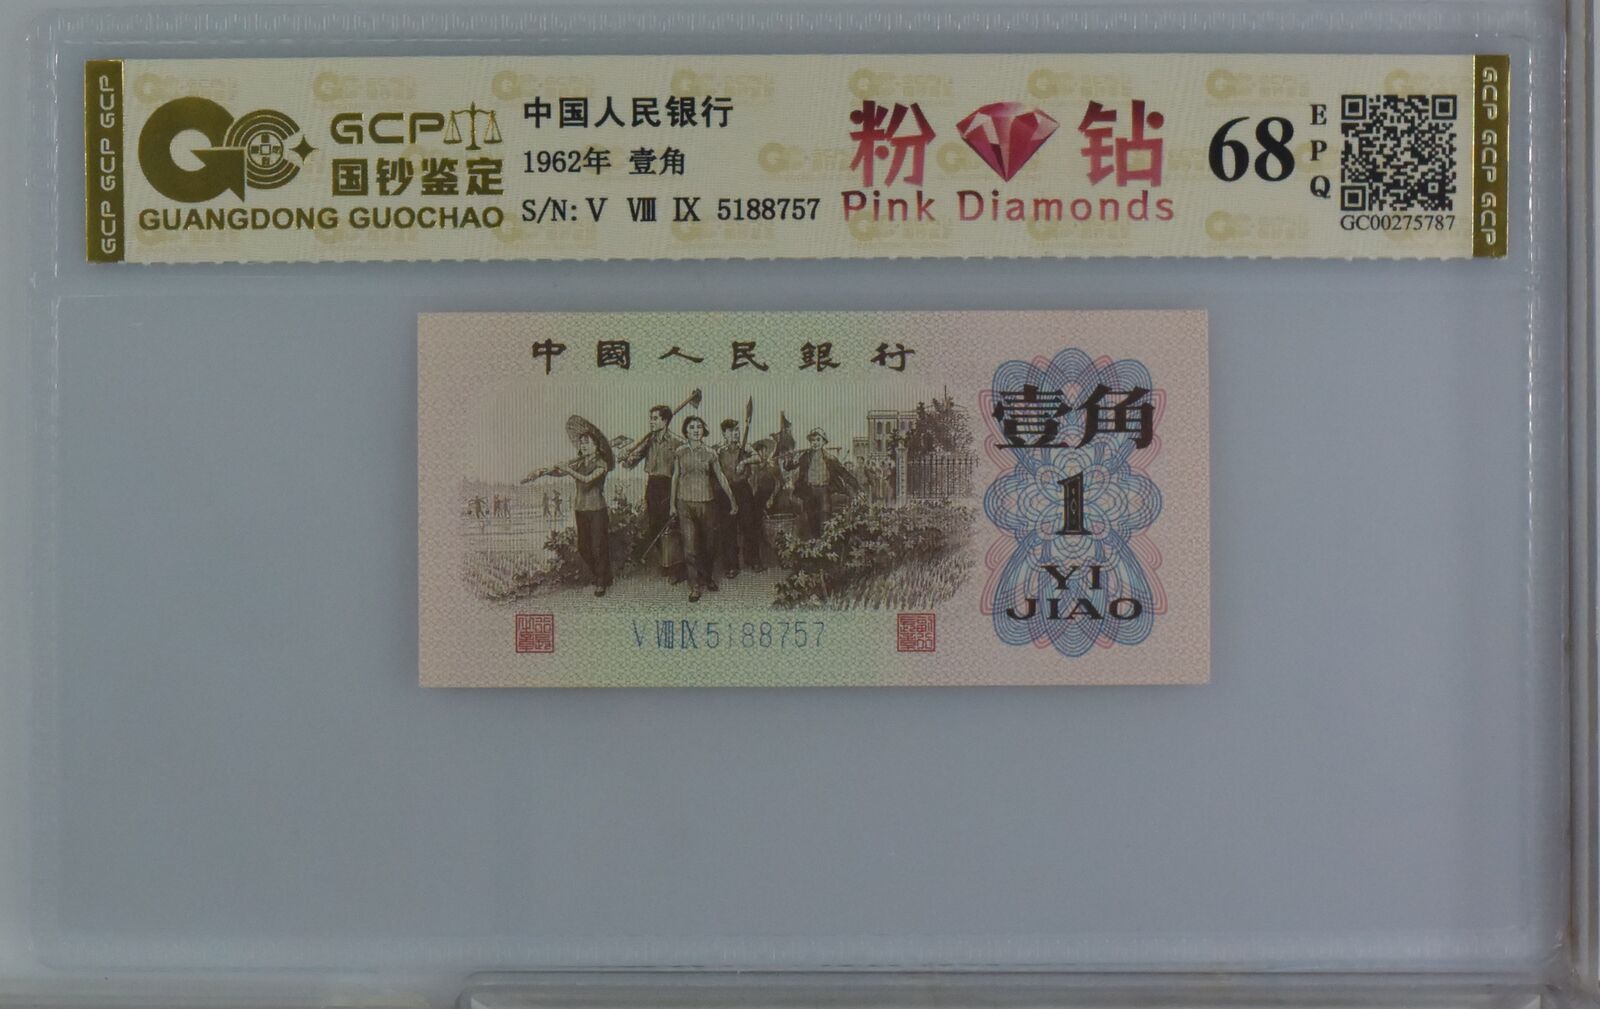 GCP GCP GCP
GCP
国钞鉴定
GUANGDONG GUOCHAO
中国人民银行
1962年 壹角
S/N: V Ⅷ Ⅸ 5188757
粉 钻
Pink Diamonds
68
EPQ
GC00275787
GCP GCP GCP
中國人民銀行
壹角
1
YI
JIAO
V Ⅷ Ⅸ 5188757